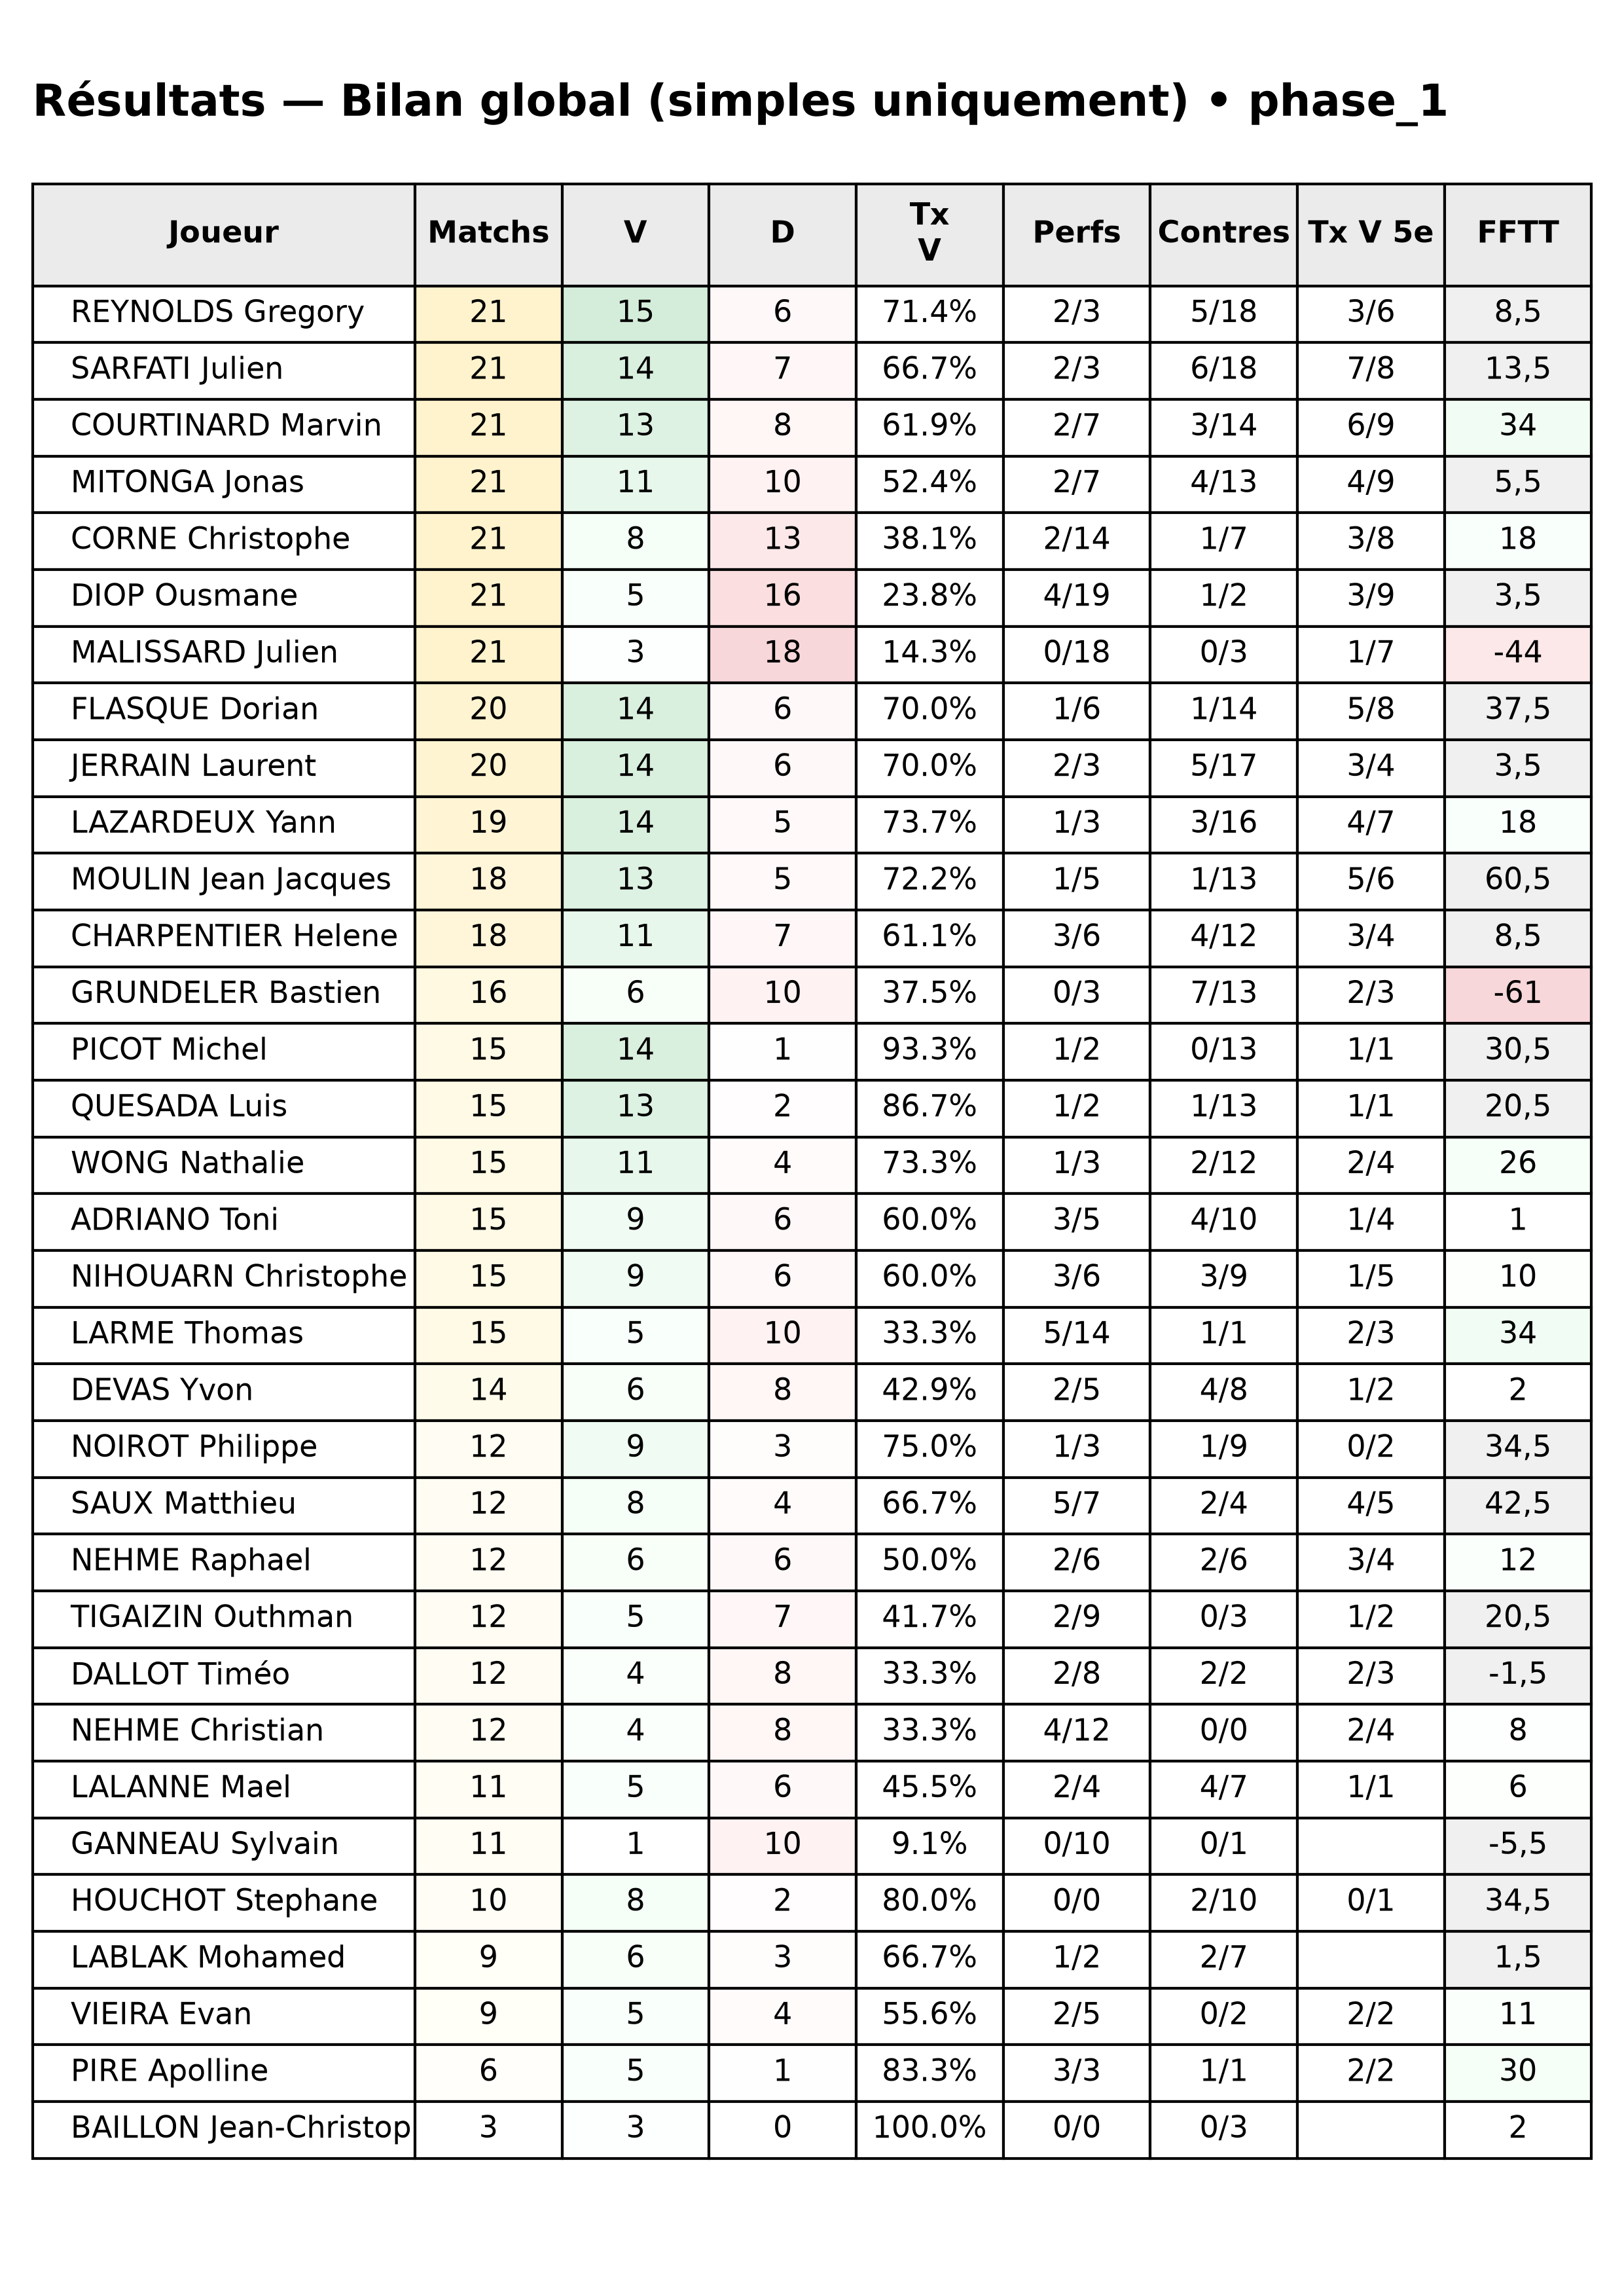 Résultats — Bilan global (simples uniquement) • phase_1
Joueur Matchs V D Tx V Perfs Contres Tx V 5e FFTT
REYNOLDS Gregory 21 15 6 71.4% 2/3 5/18 3/6 8,5
SARFATI Julien 21 14 7 66.7% 2/3 6/18 7/8 13,5
COURTINARD Marvin 21 13 8 61.9% 2/7 3/14 6/9 34
MITONGA Jonas 21 11 10 52.4% 2/7 4/13 4/9 5,5
CORNE Christophe 21 8 13 38.1% 2/14 1/7 3/8 18
DIOP Ousmane 21 5 16 23.8% 4/19 1/2 3/9 3,5
MALISSARD Julien 21 3 18 14.3% 0/18 0/3 1/7 -44
FLASQUE Dorian 20 14 6 70.0% 1/6 1/14 5/8 37,5
JERRAIN Laurent 20 14 6 70.0% 2/3 5/17 3/4 3,5
LAZARDEUX Yann 19 14 5 73.7% 1/3 3/16 4/7 18
MOULIN Jean Jacques 18 13 5 72.2% 1/5 1/13 5/6 60,5
CHARPENTIER Helene 18 11 7 61.1% 3/6 4/12 3/4 8,5
GRUNDELER Bastien 16 6 10 37.5% 0/3 7/13 2/3 -61
PICOT Michel 15 14 1 93.3% 1/2 0/13 1/1 30,5
QUESADA Luis 15 13 2 86.7% 1/2 1/13 1/1 20,5
WONG Nathalie 15 11 4 73.3% 1/3 2/12 2/4 26
ADRIANO Toni 15 9 6 60.0% 3/5 4/10 1/4 1
NIHOUARN Christophe 15 9 6 60.0% 3/6 3/9 1/5 10
LARME Thomas 15 5 10 33.3% 5/14 1/1 2/3 34
DEVAS Yvon 14 6 8 42.9% 2/5 4/8 1/2 2
NOIROT Philippe 12 9 3 75.0% 1/3 1/9 0/2 34,5
SAUX Matthieu 12 8 4 66.7% 5/7 2/4 4/5 42,5
NEHME Raphael 12 6 6 50.0% 2/6 2/6 3/4 12
TIGAIZIN Outhman 12 5 7 41.7% 2/9 0/3 1/2 20,5
DALLOT Timéo 12 4 8 33.3% 2/8 2/2 2/3 -1,5
NEHME Christian 12 4 8 33.3% 4/12 0/0 2/4 8
LALANNE Mael 11 5 6 45.5% 2/4 4/7 1/1 6
GANNEAU Sylvain 11 1 10 9.1% 0/10 0/1 -5,5
HOUCHOT Stephane 10 8 2 80.0% 0/0 2/10 0/1 34,5
LABLAK Mohamed 9 6 3 66.7% 1/2 2/7 1,5
VIEIRA Evan 9 5 4 55.6% 2/5 0/2 2/2 11
PIRE Apolline 6 5 1 83.3% 3/3 1/1 2/2 30
BAILLON Jean-Christop 3 3 0 100.0% 0/0 0/3 2